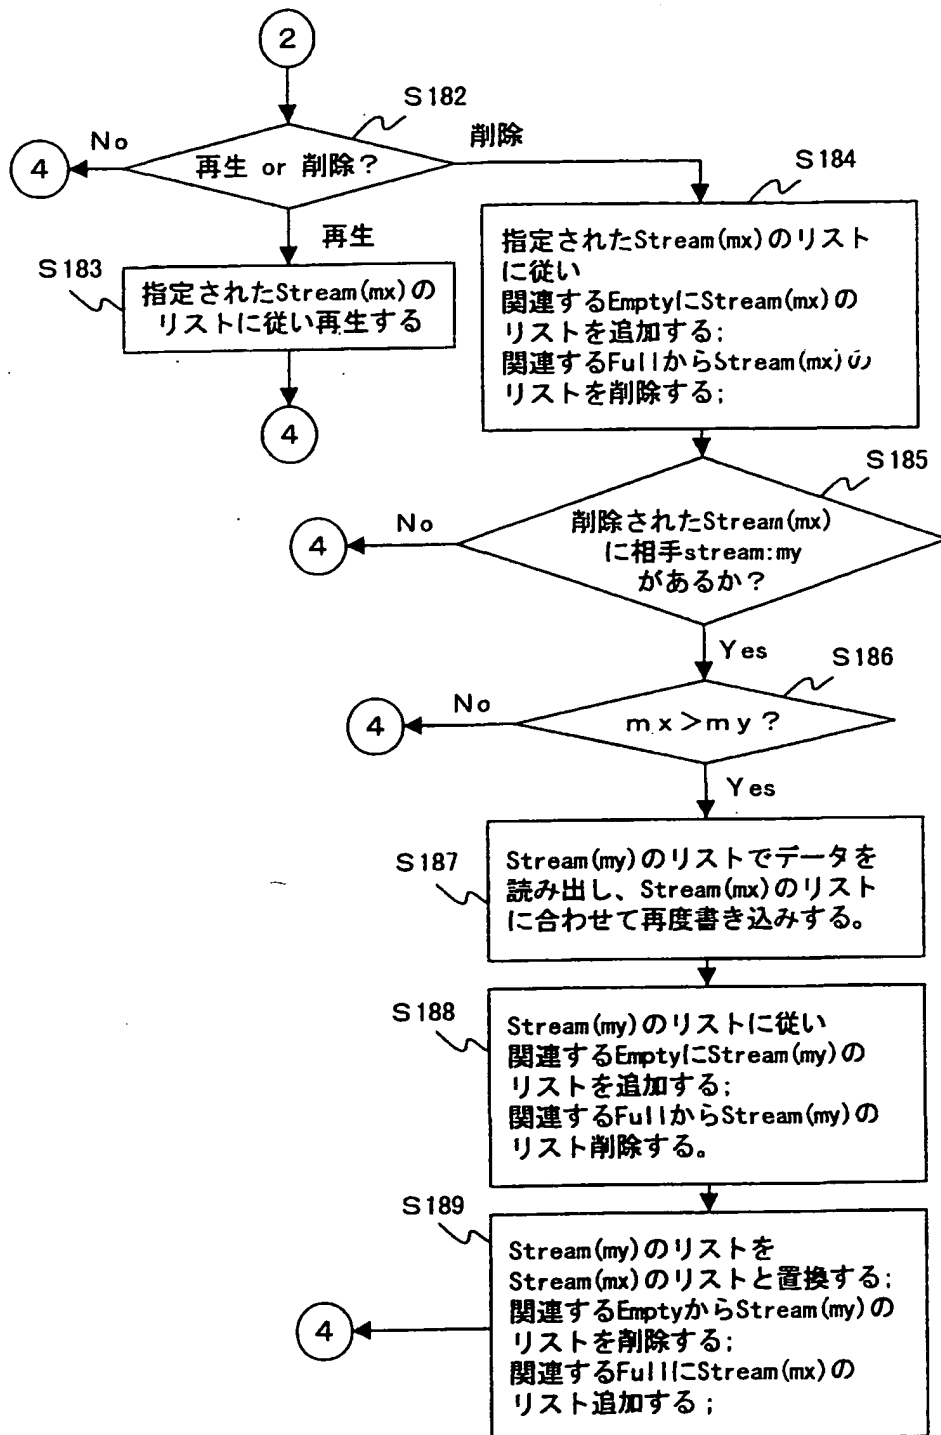 2
S182
No
削除
4
再生 or 削除?
S184
再生
S183
指定されたStream(mx)の
リストに従い再生する
指定されたStream(mx)のリスト
に従い
関連するEmptyにStream(mx)の
リストを追加する;
関連するFullからStream(mx)の
リストを削除する;
4
S185
No
4
削除されたStream(mx)
に相手stream:my
があるか?
Yes
S186
No
4
mx>my?
Yes
S187
Stream(my)のリストでデータを
読み出し、Stream(mx)のリスト
に合わせて再度書き込みする。
S188
Stream(my)のリストに従い
関連するEmptyにStream(my)の
リストを追加する;
関連するFullからStream(my)の
リスト削除する。
S189
Stream(my)のリストを
Stream(mx)のリストと置換する;
関連するEmptyからStream(my)の
リストを削除する;
関連するFullにStream(mx)の
リスト追加する;
4